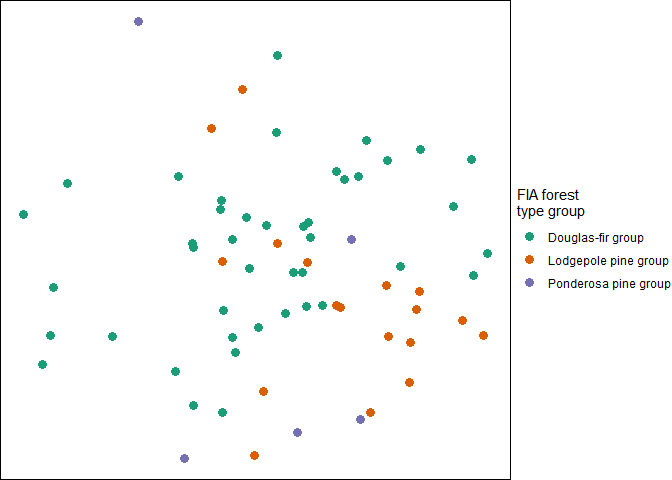 FIA forest
type group
Douglas-fir group
Lodgepole pine group
Ponderosa pine group